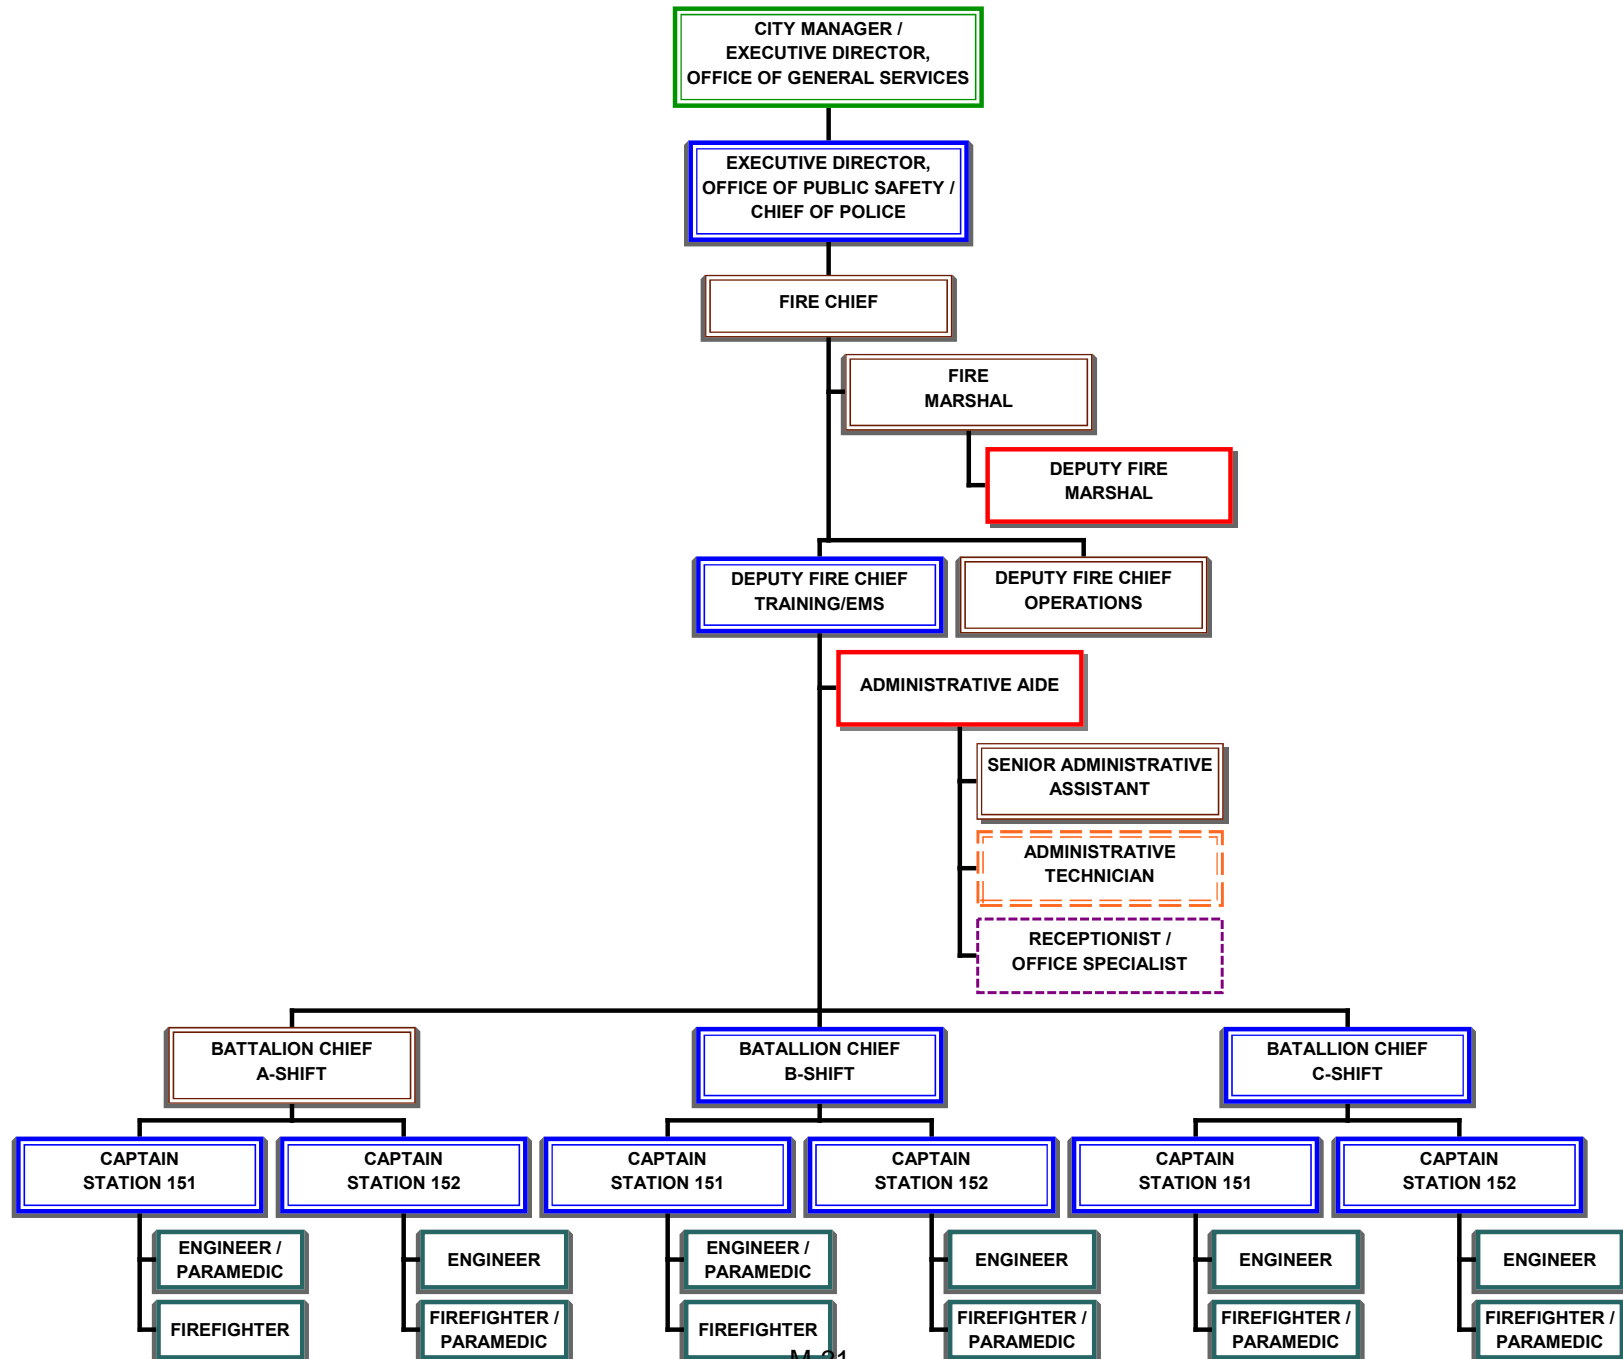 CITY MANAGER /
EXECUTIVE DIRECTOR,
OFFICE OF GENERAL SERVICES
EXECUTIVE DIRECTOR,
OFFICE OF PUBLIC SAFETY /
CHIEF OF POLICE
FIRE CHIEF
FIRE
MARSHAL
DEPUTY FIRE
MARSHAL
DEPUTY FIRE CHIEF
TRAINING/EMS
DEPUTY FIRE CHIEF
OPERATIONS
ADMINISTRATIVE AIDE
SENIOR ADMINISTRATIVE
ASSISTANT
ADMINISTRATIVE
TECHNICIAN
RECEPTIONIST /
OFFICE SPECIALIST
BATTALION CHIEF
A-SHIFT
BATALLION CHIEF
B-SHIFT
BATALLION CHIEF
C-SHIFT
CAPTAIN
STATION 151
CAPTAIN
STATION 152
CAPTAIN
STATION 151
CAPTAIN
STATION 152
CAPTAIN
STATION 151
CAPTAIN
STATION 152
ENGINEER /
PARAMEDIC
ENGINEER
ENGINEER /
PARAMEDIC
ENGINEER
ENGINEER
ENGINEER
FIREFIGHTER
FIREFIGHTER /
PARAMEDIC
FIREFIGHTER
FIREFIGHTER /
PARAMEDIC
FIREFIGHTER /
PARAMEDIC
FIREFIGHTER /
PARAMEDIC
M-21